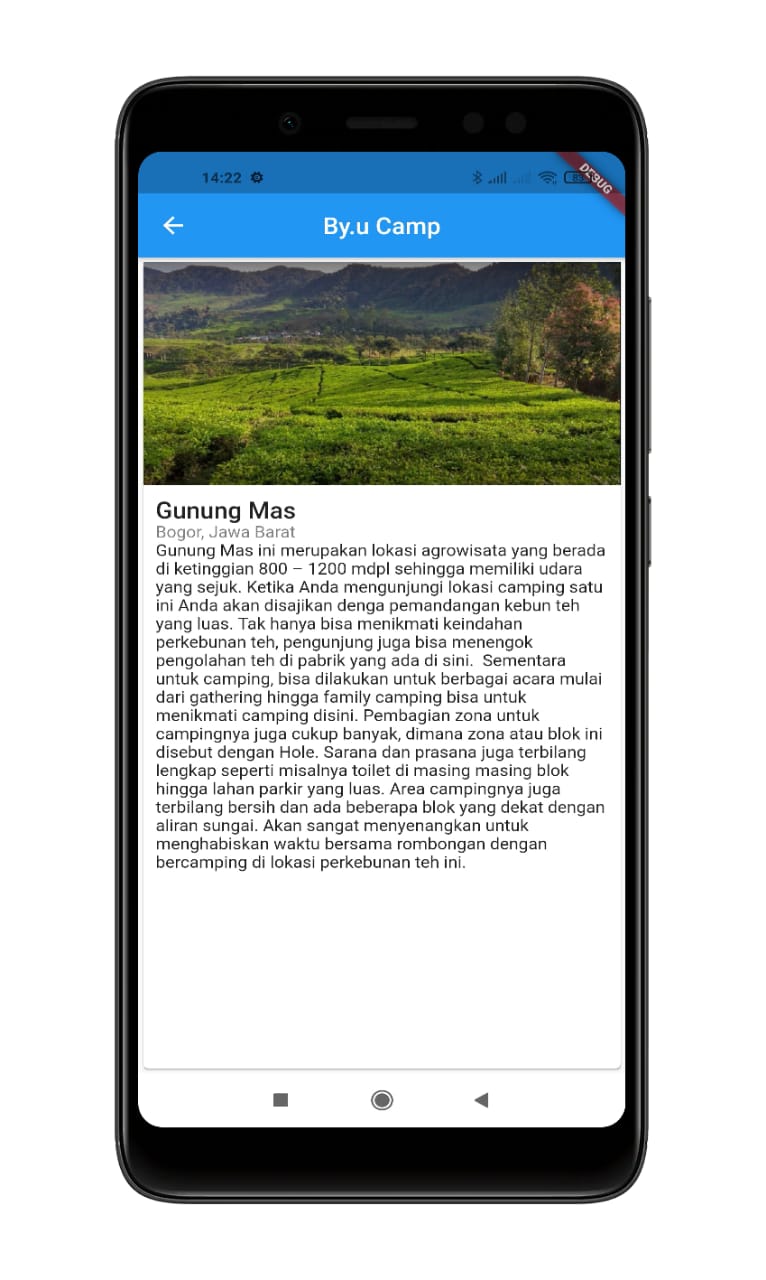 14:22
DEBUG
By.u Camp
Gunung Mas
Bogor, Jawa Barat
Gunung Mas ini merupakan lokasi agrowisata yang berada
di ketinggian 800 – 1200 mdpl sehingga memiliki udara
yang sejuk. Ketika Anda mengunjungi lokasi camping satu
ini Anda akan disajikan denga pemandangan kebun teh
yang luas. Tak hanya bisa menikmati keindahan
perkebunan teh, pengunjung juga bisa menengok
pengolahan teh di pabrik yang ada di sini.  Sementara
untuk camping, bisa dilakukan untuk berbagai acara mulai
dari gathering hingga family camping bisa untuk
menikmati camping disini. Pembagian zona untuk
campingnya juga cukup banyak, dimana zona atau blok ini
disebut dengan Hole. Sarana dan prasana juga terbilang
lengkap seperti misalnya toilet di masing masing blok
hingga lahan parkir yang luas. Area campingnya juga
terbilang bersih dan ada beberapa blok yang dekat dengan
aliran sungai. Akan sangat menyenangkan untuk
menghabiskan waktu bersama rombongan dengan
bercamping di lokasi perkebunan teh ini.